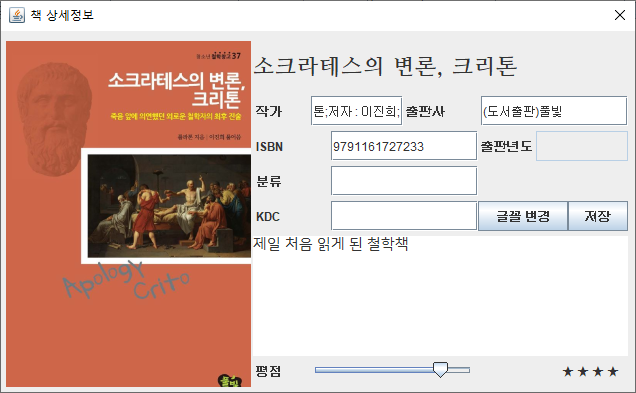 책 상세정보
청소년 철학창고 37
소크라테스의 변론,
크리톤
죽음 앞에 의연했던 외로운 철학자의 최후 진술
플라톤 지음 | 이진희 풀어씀
Apology
Crito
풀빛
소크라테스의 변론, 크리톤
작가 톤;저자 : 이진희; 출판사 (도서출판)풀빛
ISBN 9791161727233 출판년도
분류
KDC 글꼴 변경 저장
제일 처음 읽게 된 철학책
평점 ★★★★